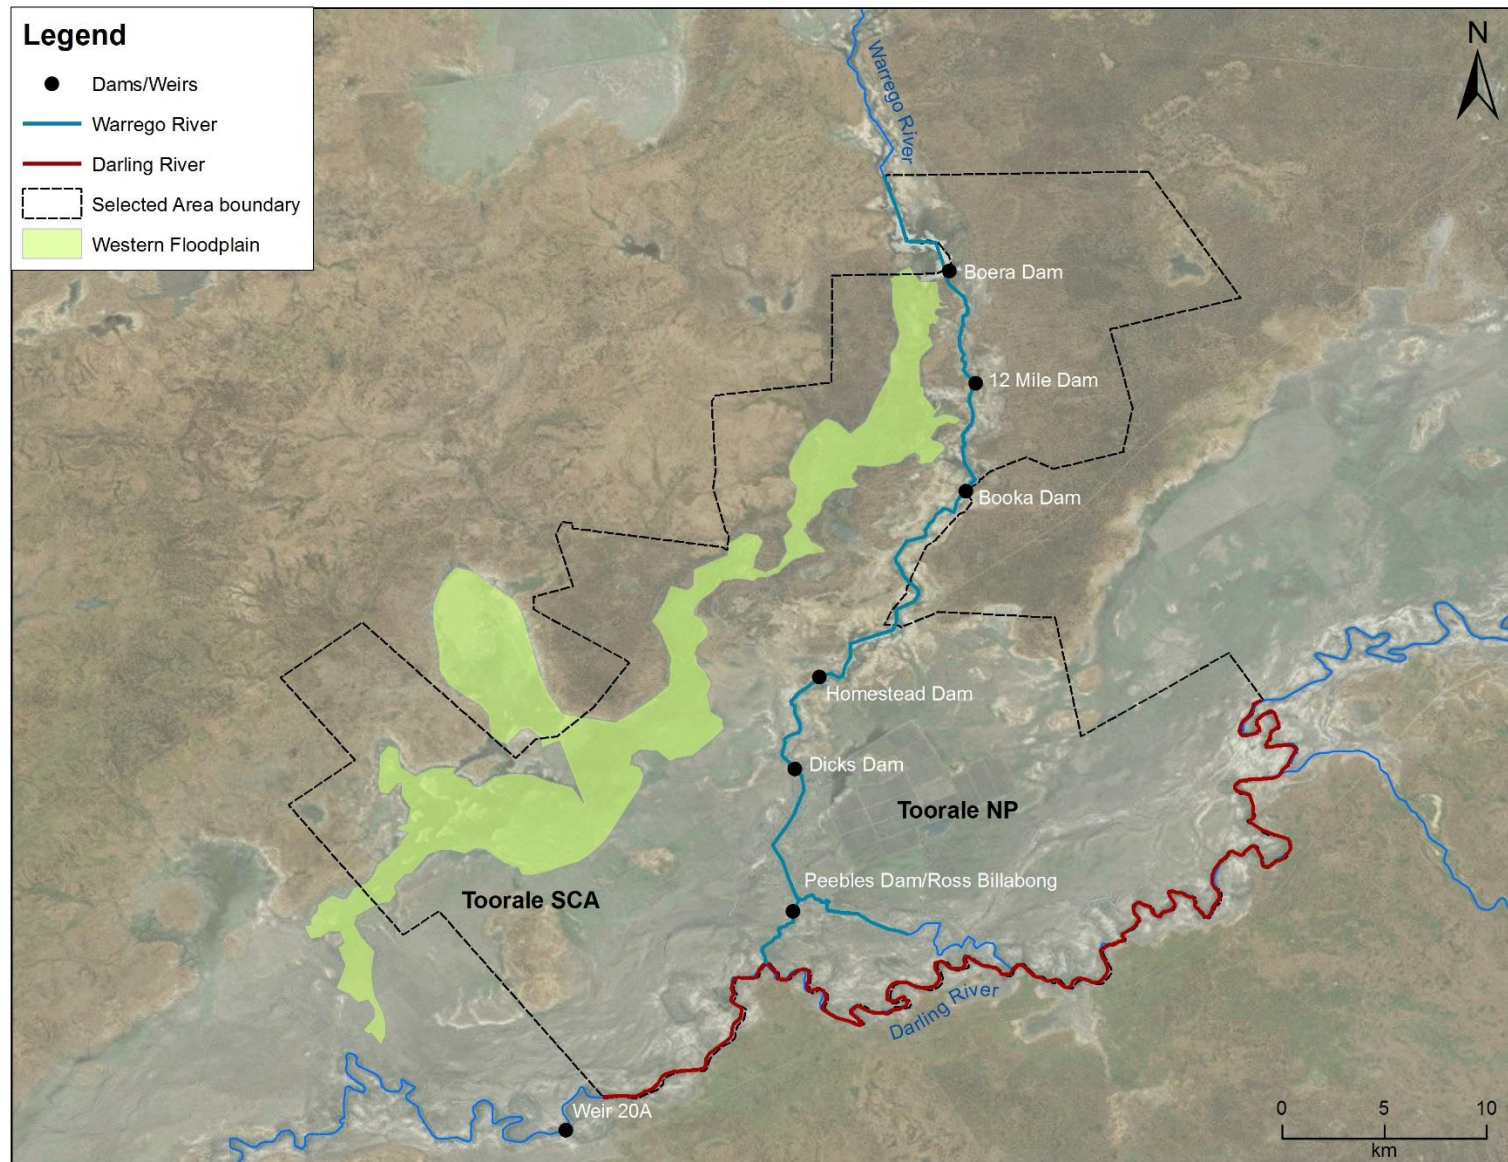 Legend
Dams/Weirs
Warrego River
Darling River
Selected Area boundary
Western Floodplain
N
Warrego River
Boera Dam
12 Mile Dam
Booka Dam
Homestead Dam
Dicks Dam
Toorale NP
Peebles Dam/Ross Billabong
Toorale SCA
Darling River
Weir 20A
0 5 10
km